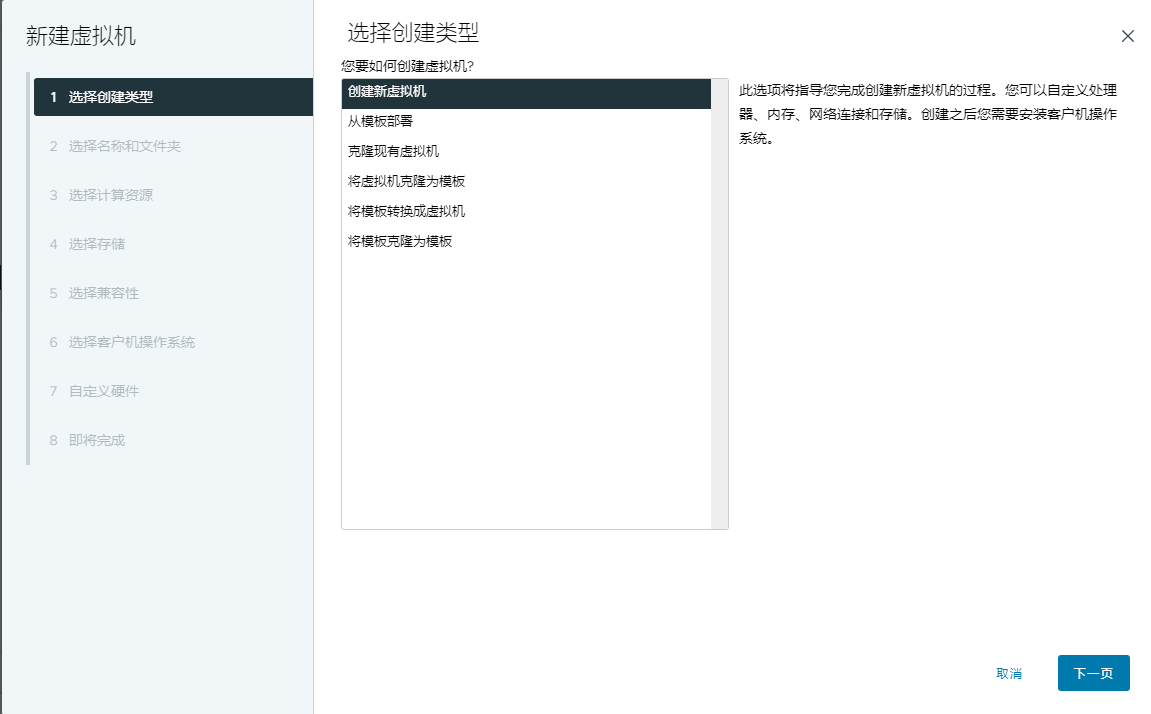 新建虚拟机
1 选择创建类型
2 选择名称和文件夹
3 选择计算资源
4 选择存储
5 选择兼容性
6 选择客户机操作系统
7 自定义硬件
8 即将完成
选择创建类型
您要如何创建虚拟机?
创建新虚拟机
从模板部署
克隆现有虚拟机
将虚拟机克隆为模板
将模板转换成虚拟机
将模板克隆为模板
此选项将指导您完成创建新虚拟机的过程。您可以自定义处理
器、内存、网络连接和存储。创建之后您需要安装客户机操作
系统。
取消
下一页